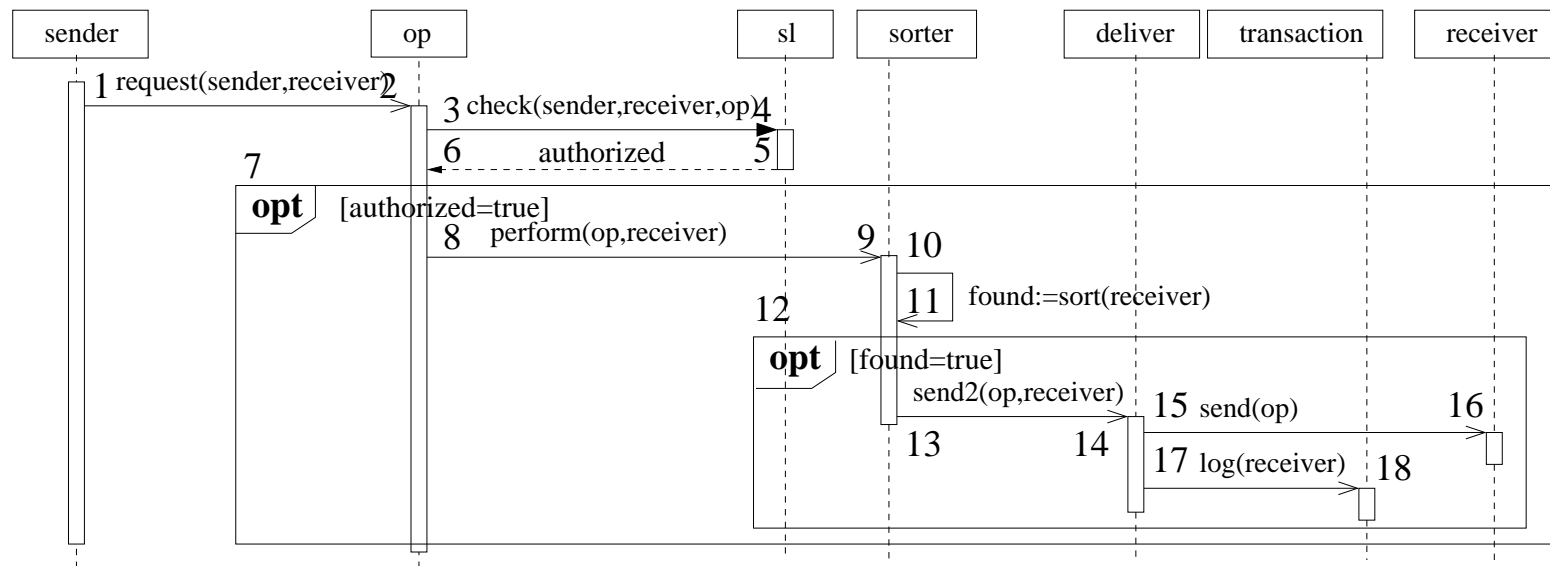 sender op sl sorter deliver transaction receiver
1 request(sender,receiver) 2
3 check(sender,receiver,op) 4
6 authorized 5
7
opt [authorized=true]
8 perform(op,receiver) 9 10
11 found:=sort(receiver)
12
opt [found=true]
send2(op,receiver) 15 send(op) 16
13 14 17 log(receiver) 18